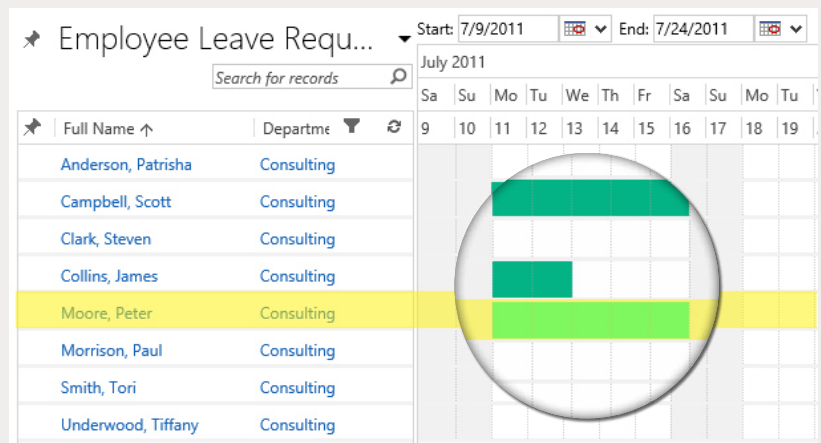 Employee Leave Requ...
Start: 7/9/2011 End: 7/24/2011
July 2011
Search for records
Sa Su Mo Tu We Th Fr Sa Su Mo Tu
Full Name Departme
9 10 11 12 13 14 15 16 17 18 19
Anderson, Patrisha Consulting
Campbell, Scott Consulting
Clark, Steven Consulting
Collins, James Consulting
Moore, Peter Consulting
Morrison, Paul Consulting
Smith, Tori Consulting
Underwood, Tiffany Consulting